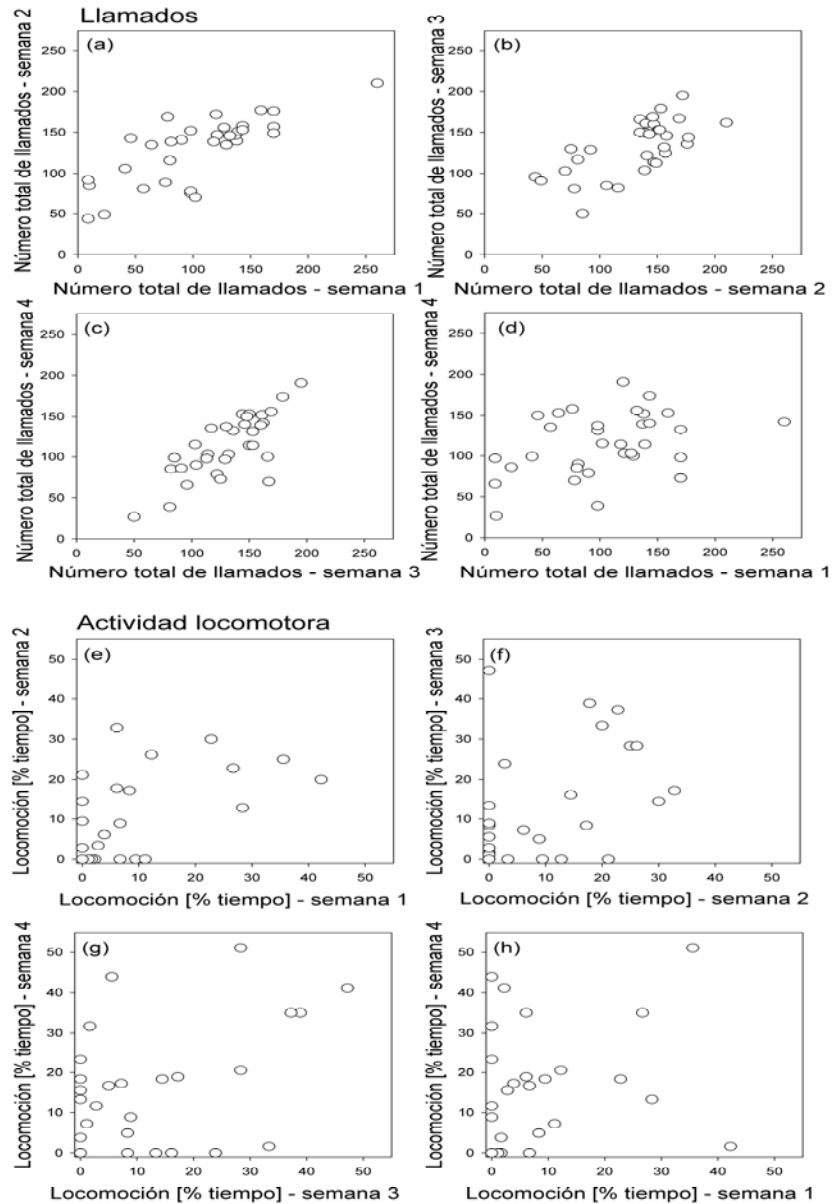 Llamados
(a)
Número total de llamados - semana 2
250
200
150
100
50
0
0 50 100 150 200 250
Número total de llamados - semana 1
(b)
Número total de llamados - semana 3
250
200
150
100
50
0
0 50 100 150 200 250
Número total de llamados - semana 2
(c)
Número total de llamados - semana 4
250
200
150
100
50
0
0 50 100 150 200 250
Número total de llamados - semana 3
(d)
Número total de llamados - semana 4
250
200
150
100
50
0
0 50 100 150 200 250
Número total de llamados - semana 1
Actividad locomotora
(e)
Locomoción [% tiempo] - semana 2
50
40
30
20
10
0
0 10 20 30 40 50
Locomoción [% tiempo] - semana 1
(f)
Locomoción [% tiempo] - semana 3
50
40
30
20
10
0
0 10 20 30 40 50
Locomoción [% tiempo] - semana 2
(g)
Locomoción [% tiempo] - semana 4
50
40
30
20
10
0
0 10 20 30 40 50
Locomoción [% tiempo] - semana 3
(h)
Locomoción [% tiempo] - semana 4
50
40
30
20
10
0
0 10 20 30 40 50
Locomoción [% tiempo] - semana 1